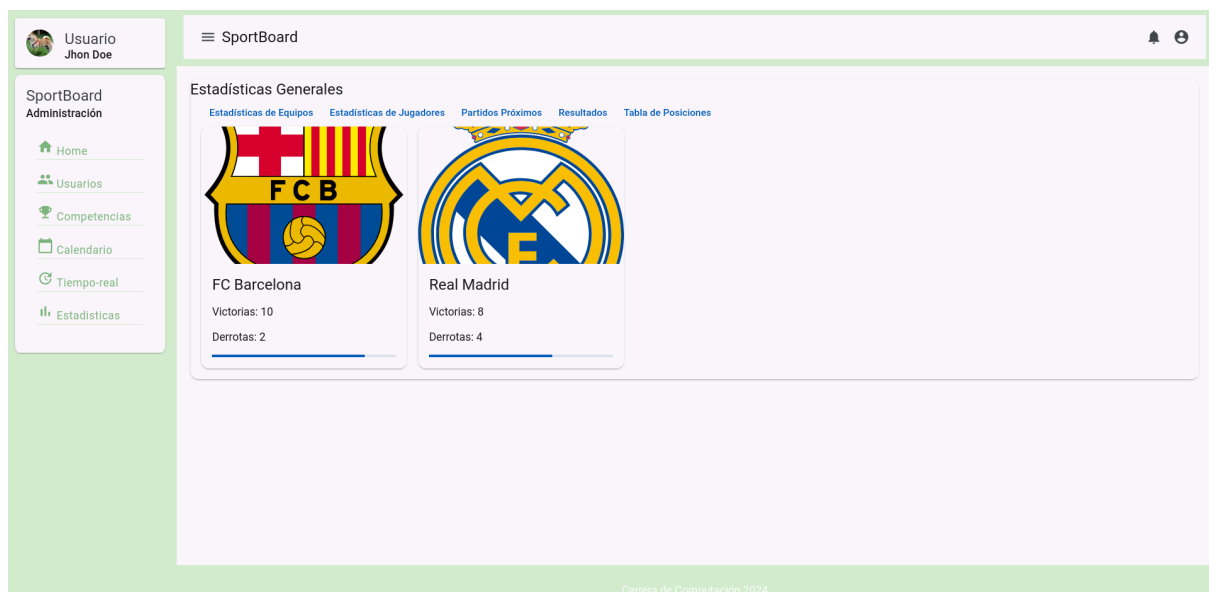 Usuario
Jhon Doe
SportBoard
SportBoard
Administración
Home
Usuarios
Competencias
Calendario
Tiempo-real
Estadisticas
Estadísticas Generales
Estadísticas de Equipos Estadísticas de Jugadores Partidos Próximos Resultados Tabla de Posiciones
FCB
FC Barcelona
Victorias: 10
Derrotas: 2
Real Madrid
Victorias: 8
Derrotas: 4
Carrera de Computación 2024